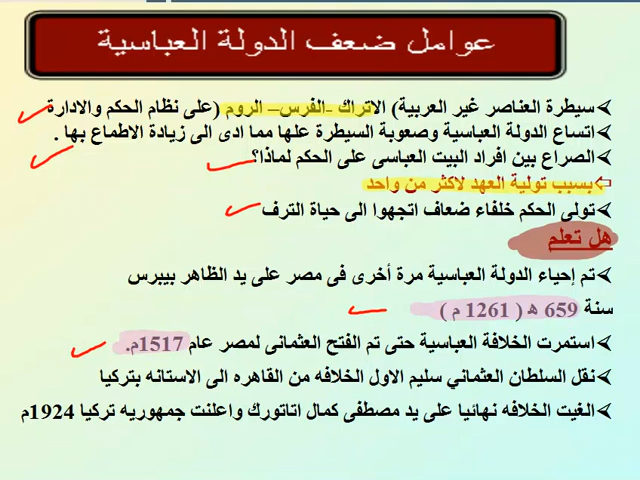 عوامل ضعف الدولة العباسية
سيطرة العناصر غير العربية) الاتراك -الفرس– الروم (على نظام الحكم والادارة
اتساع الدولة العباسية وصعوبة السيطرة علها مما ادى الى زيادة الاطماع بها .
الصراع بين افراد البيت العباسى على الحكم لماذا؟
بسبب تولية العهد لاكثر من واحد
تولى الحكم خلفاء ضعاف اتجهوا الى حياة الترف
هل تعلم
تم إحياء الدولة العباسية مرة أخرى فى مصر على يد الظاهر بيبرس
سنة 659 ه ( 1261 م )
استمرت الخلافة العباسية حتى تم الفتح العثمانى لمصر عام 1517م.
نقل السلطان العثماني سليم الاول الخلافه من القاهره الى الاستانه بتركيا
الغيت الخلافه نهائيا على يد مصطفى كمال اتاتورك واعلنت جمهوريه تركيا 1924م